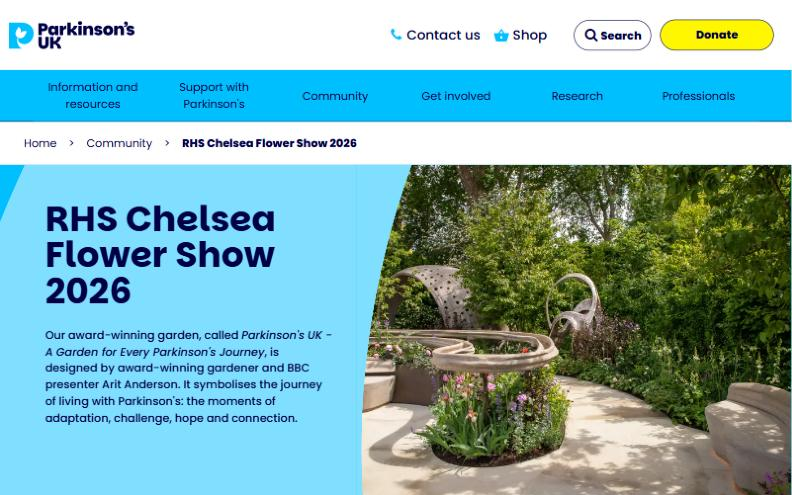 Parkinson's
UK
Contact us
Shop
Search
Donate
Information and
resources
Support with
Parkinson's
Community
Get involved
Research
Professionals
Home > Community > RHS Chelsea Flower Show 2026
RHS Chelsea
Flower Show
2026
Our award-winning garden, called Parkinson's UK -
A Garden for Every Parkinson's Journey, is
designed by award-winning gardener and BBC
presenter Arit Anderson. It symbolises the journey
of living with Parkinson's: the moments of
adaptation, challenge, hope and connection.